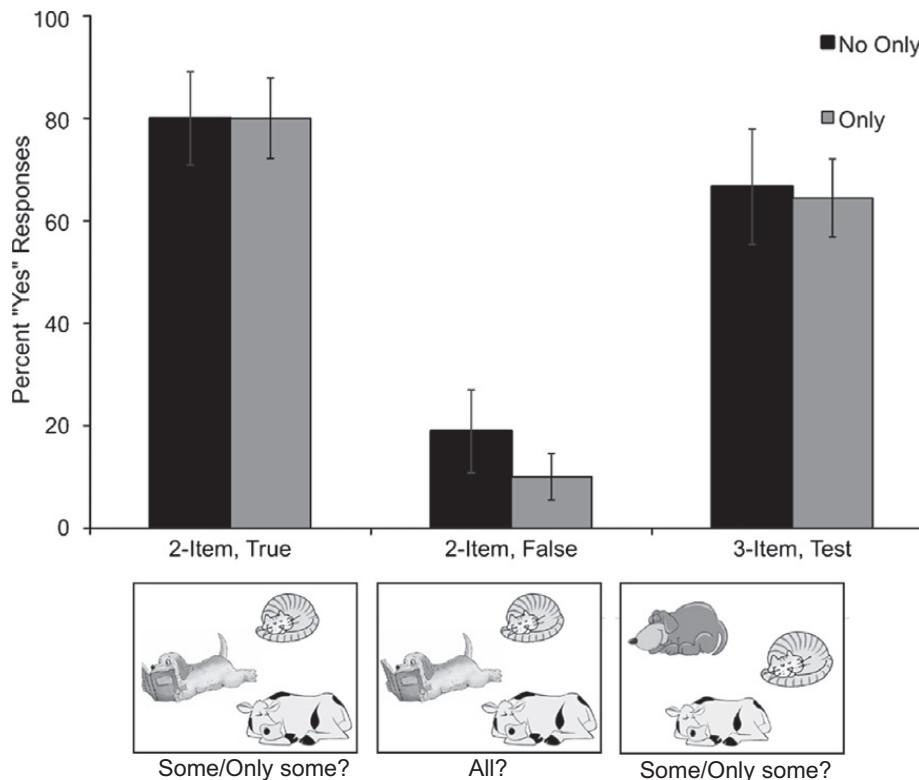 100
80
60
40
20
0
Percent "Yes" Responses
No Only
Only
2-Item, True
2-Item, False
3-Item, Test
Some/Only some?
All?
Some/Only some?